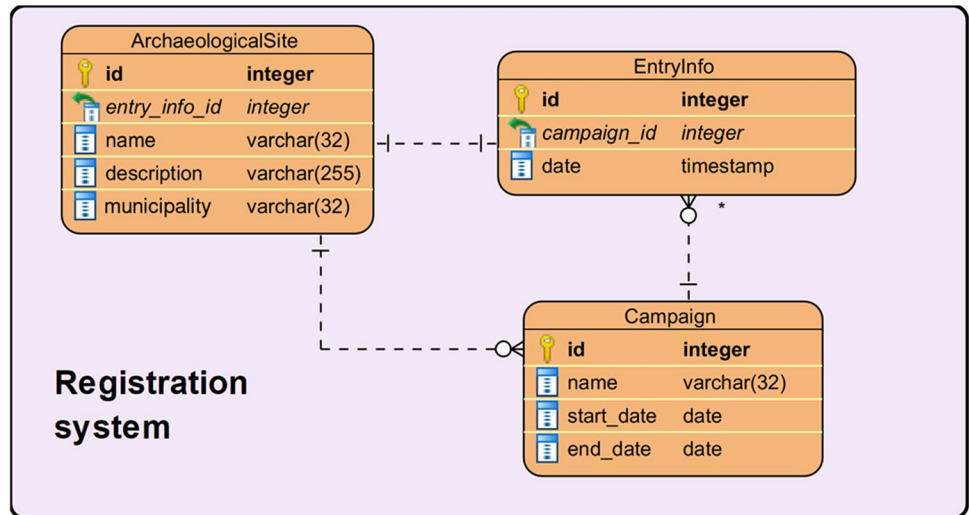 ArchaeologicalSite
id integer
entry_info_id integer
name varchar(32)
description varchar(255)
municipality varchar(32)
EntryInfo
id integer
campaign_id integer
date timestamp
*
Campaign
id integer
name varchar(32)
start_date date
end_date date
Registration
system